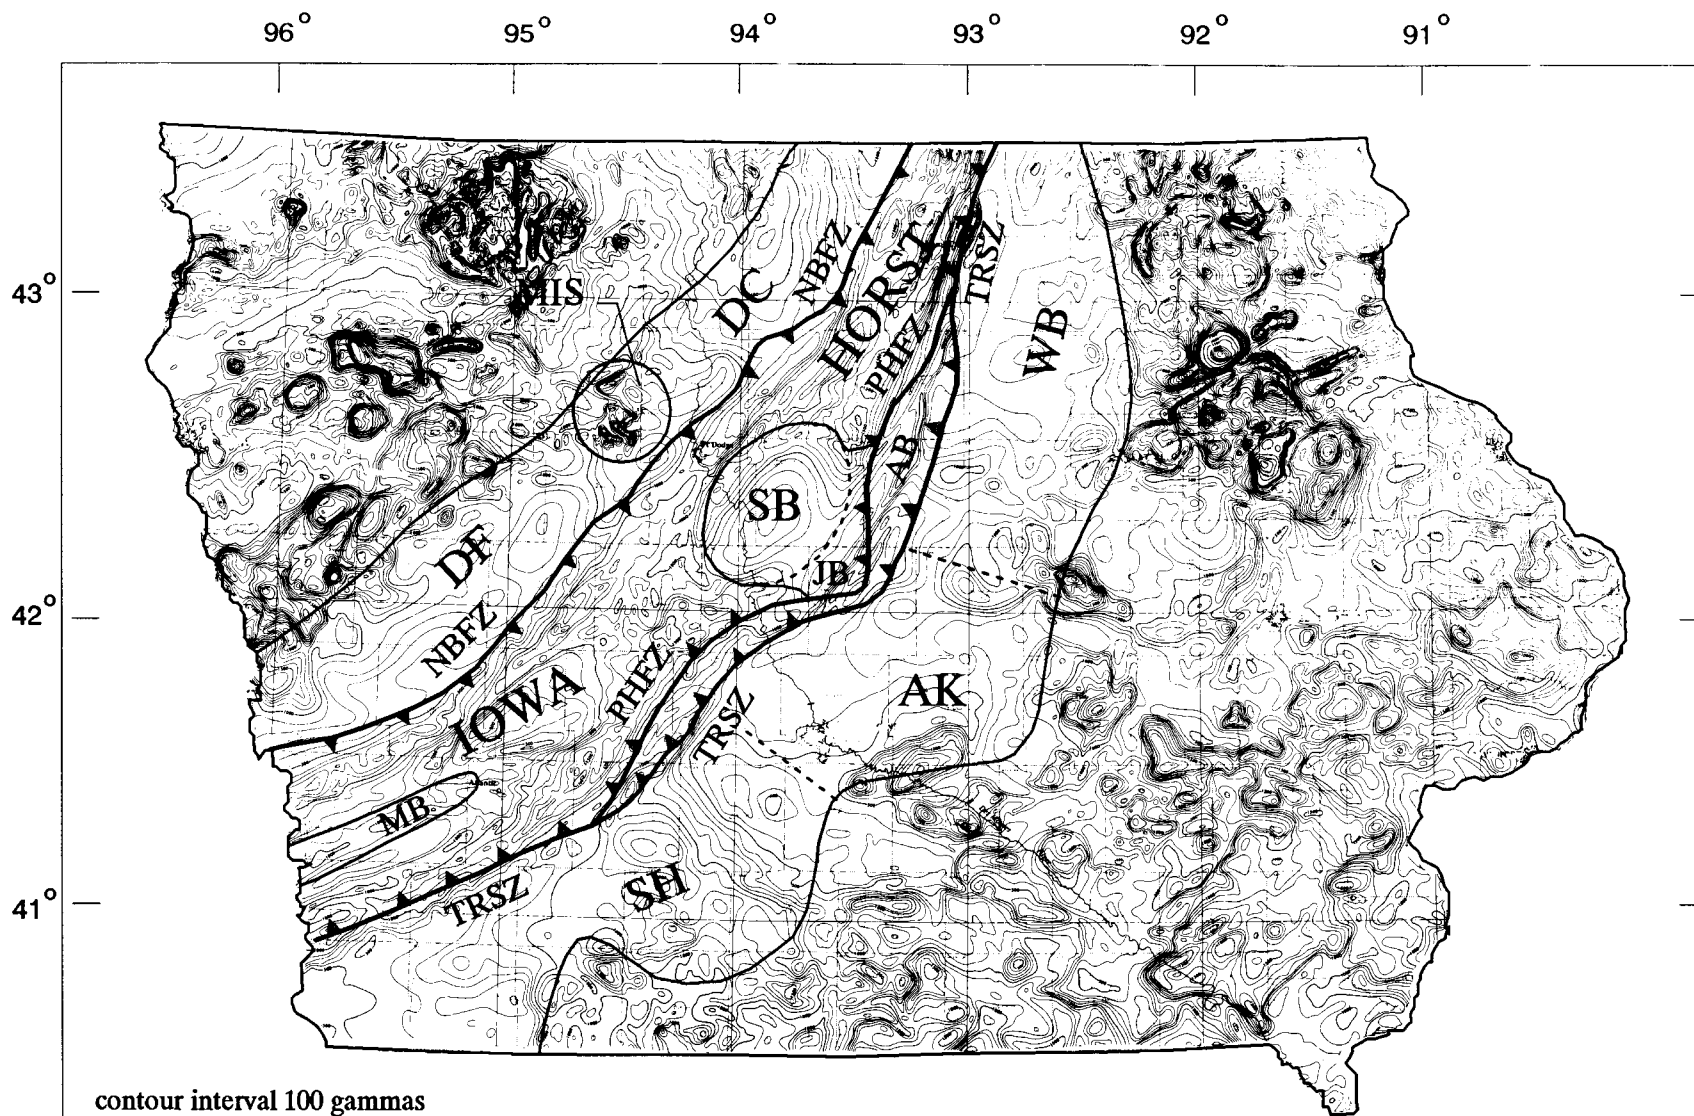 96° 95° 94° 93° 92° 91°
43°
42°
41°
MIS
DC
NBFZ
HORST
TRSZ
PHFZ
WB
AB
SB
JB
DF
NBFZ
IOWA
PHFZ
TRSZ
AK
MB
SH
TRSZ
contour interval 100 gammas